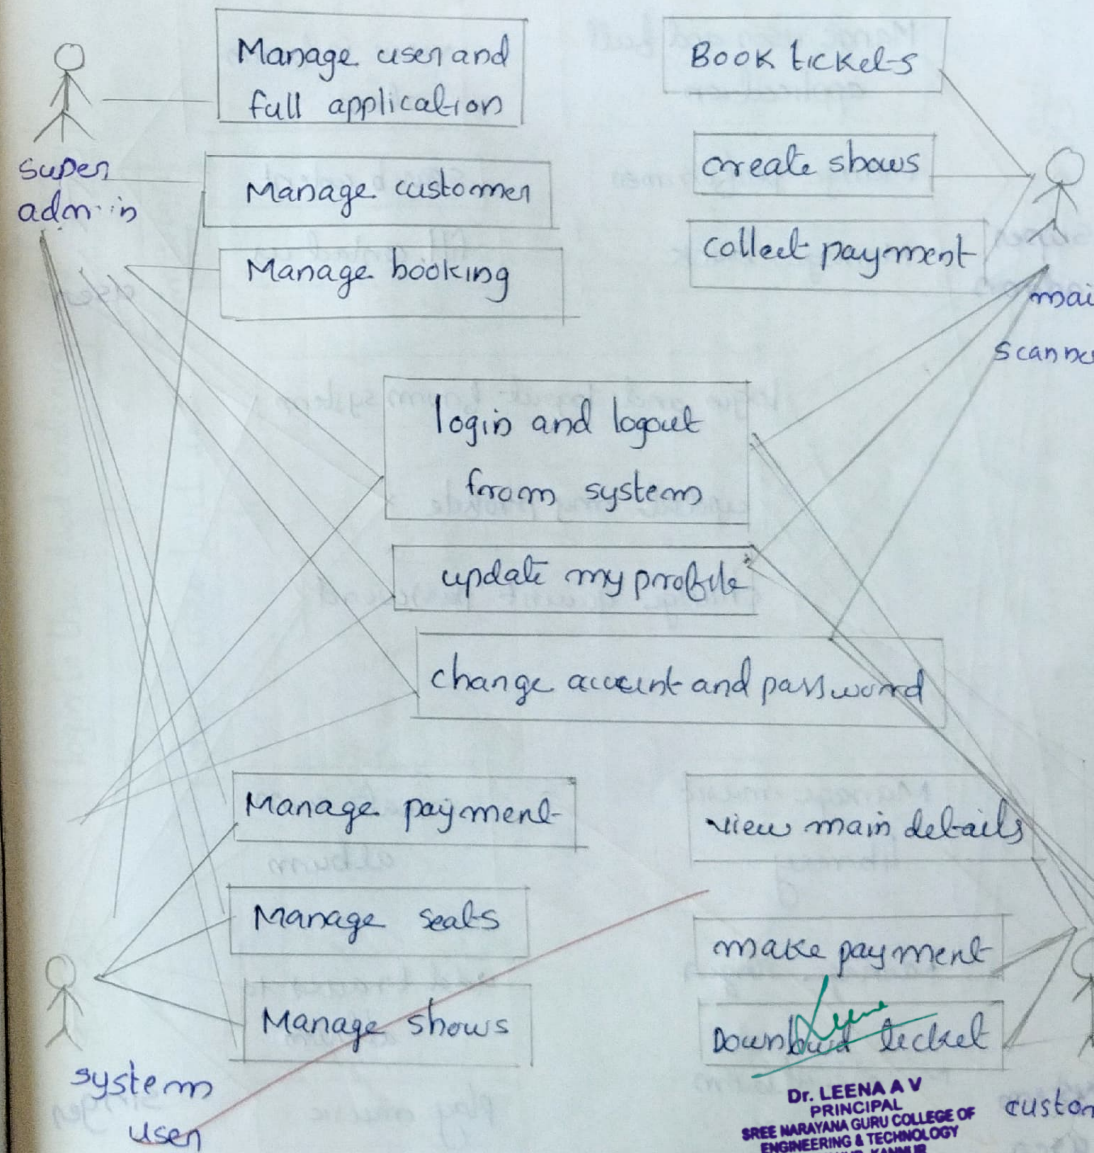 Manage user and
full application
Book tickets
create shows
super
admin
Manage customer
collect payment
Manage booking
mai
scanne
login and logout
from system
update my profile
change account and password
Manage payment
view main details
Manage seats
make payment
Manage shows
Download ticket
system
user
Dr. LEENA A V
PRINCIPAL
SREE NARAYANA GURU COLLEGE OF
ENGINEERING & TECHNOLOGY
custom